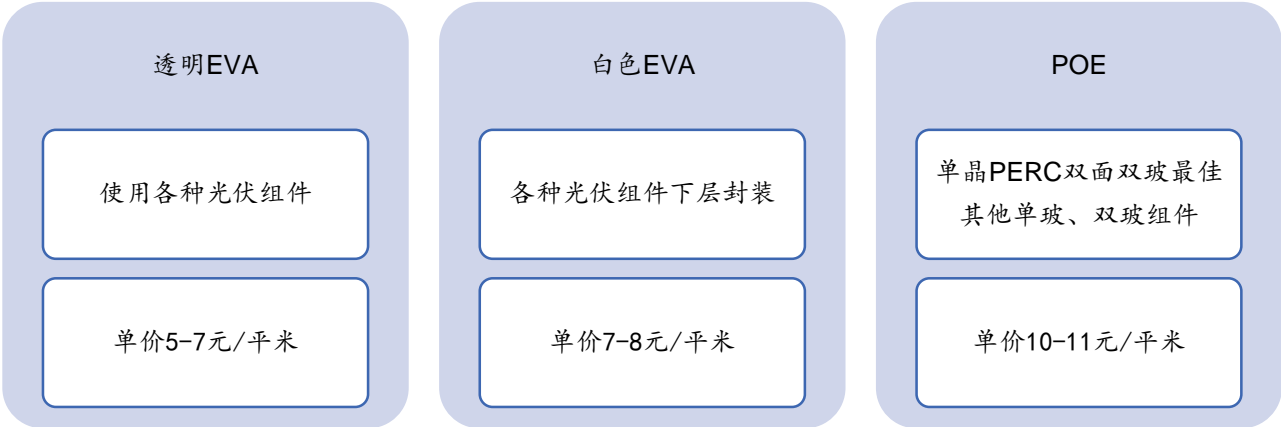 透明EVA
使用各种光伏组件
单价5-7元/平米
白色EVA
各种光伏组件下层封装
单价7-8元/平米
POE
单晶PERC双面双玻最佳
其他单玻、双玻组件
单价10-11元/平米